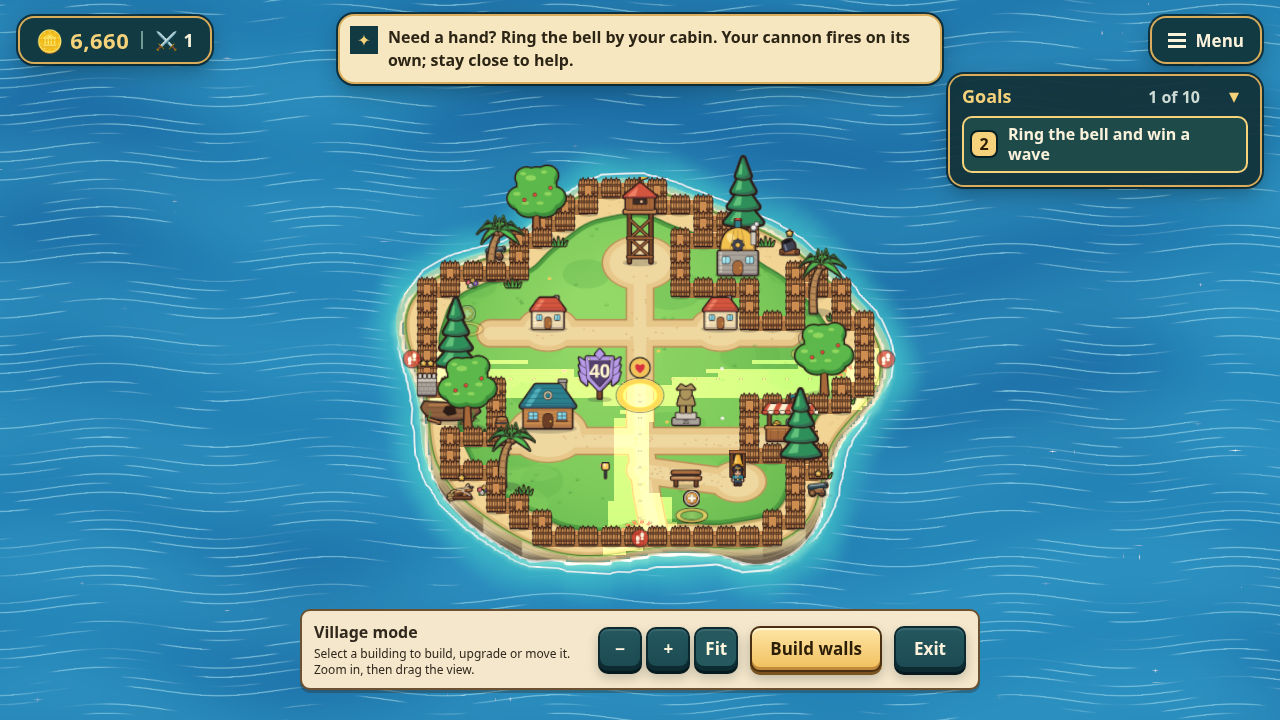 6,660
1
Need a hand? Ring the bell by your cabin. Your cannon fires on its
own; stay close to help.
Menu
Goals
1 of 10
2
Ring the bell and win a
wave
40
Village mode
Select a building to build, upgrade or move it.
Zoom in, then drag the view.
−
+
Fit
Build walls
Exit